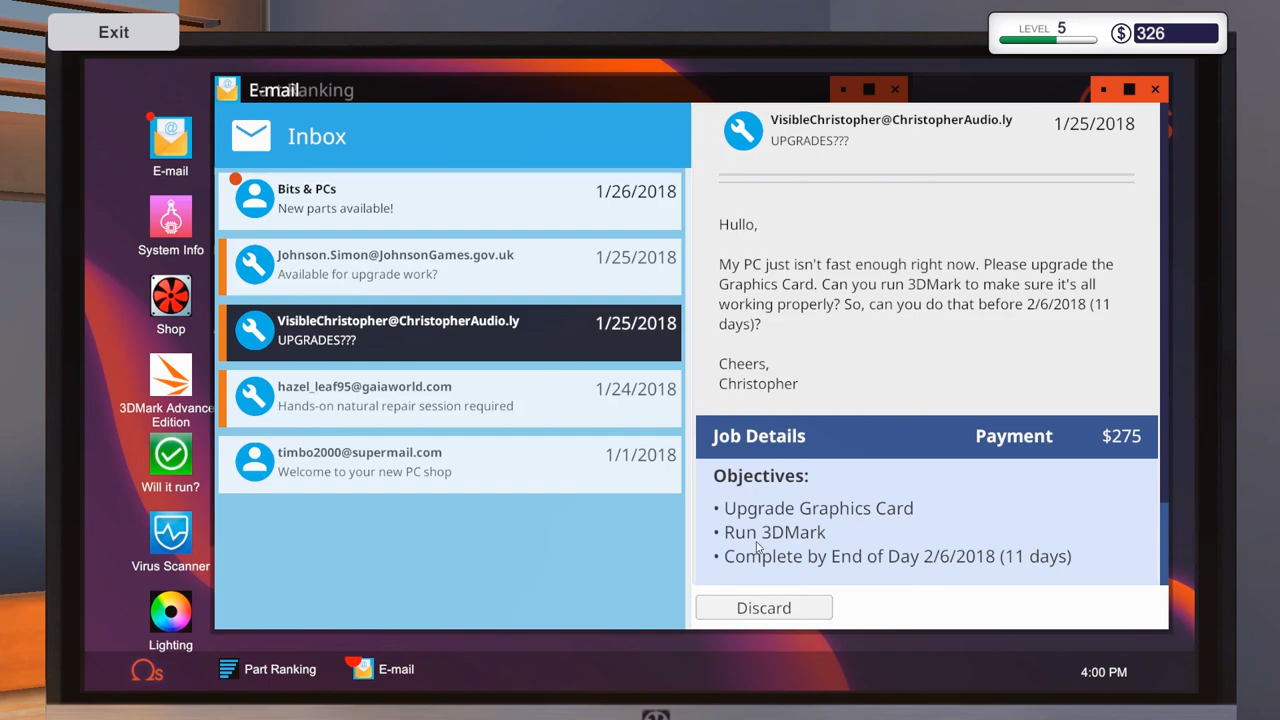 Exit
LEVEL 5
$ 326
E-mail
Inbox
Bits & PCs
1/26/2018
New parts available!
Johnson.Simon@JohnsonGames.gov.uk
1/25/2018
Available for upgrade work?
VisibleChristopher@ChristopherAudio.ly
1/25/2018
UPGRADES???
hazel_leaf95@gaiaworld.com
1/24/2018
Hands-on natural repair session required
timbo2000@supermail.com
1/1/2018
Welcome to your new PC shop
VisibleChristopher@ChristopherAudio.ly
1/25/2018
UPGRADES???
Hullo,
My PC just isn't fast enough right now. Please upgrade the
Graphics Card. Can you run 3DMark to make sure it's all
working properly? So, can you do that before 2/6/2018 (11
days)?
Cheers,
Christopher
Job Details Payment $275
Objectives:
• Upgrade Graphics Card
• Run 3DMark
• Complete by End of Day 2/6/2018 (11 days)
Discard
E-mail
System Info
Shop
3DMark Advance
Edition
Will it run?
Virus Scanner
Lighting
Part Ranking
E-mail
4:00 PM